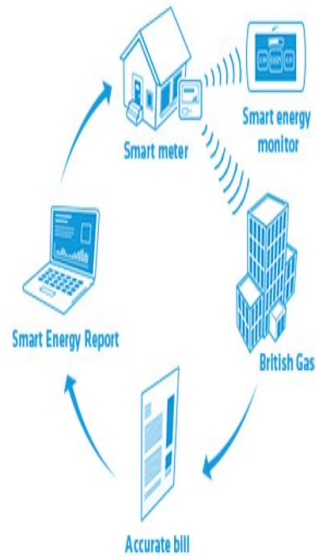 Smart meter
Smart energy
monitor
British Gas
Accurate bill
Smart Energy Report